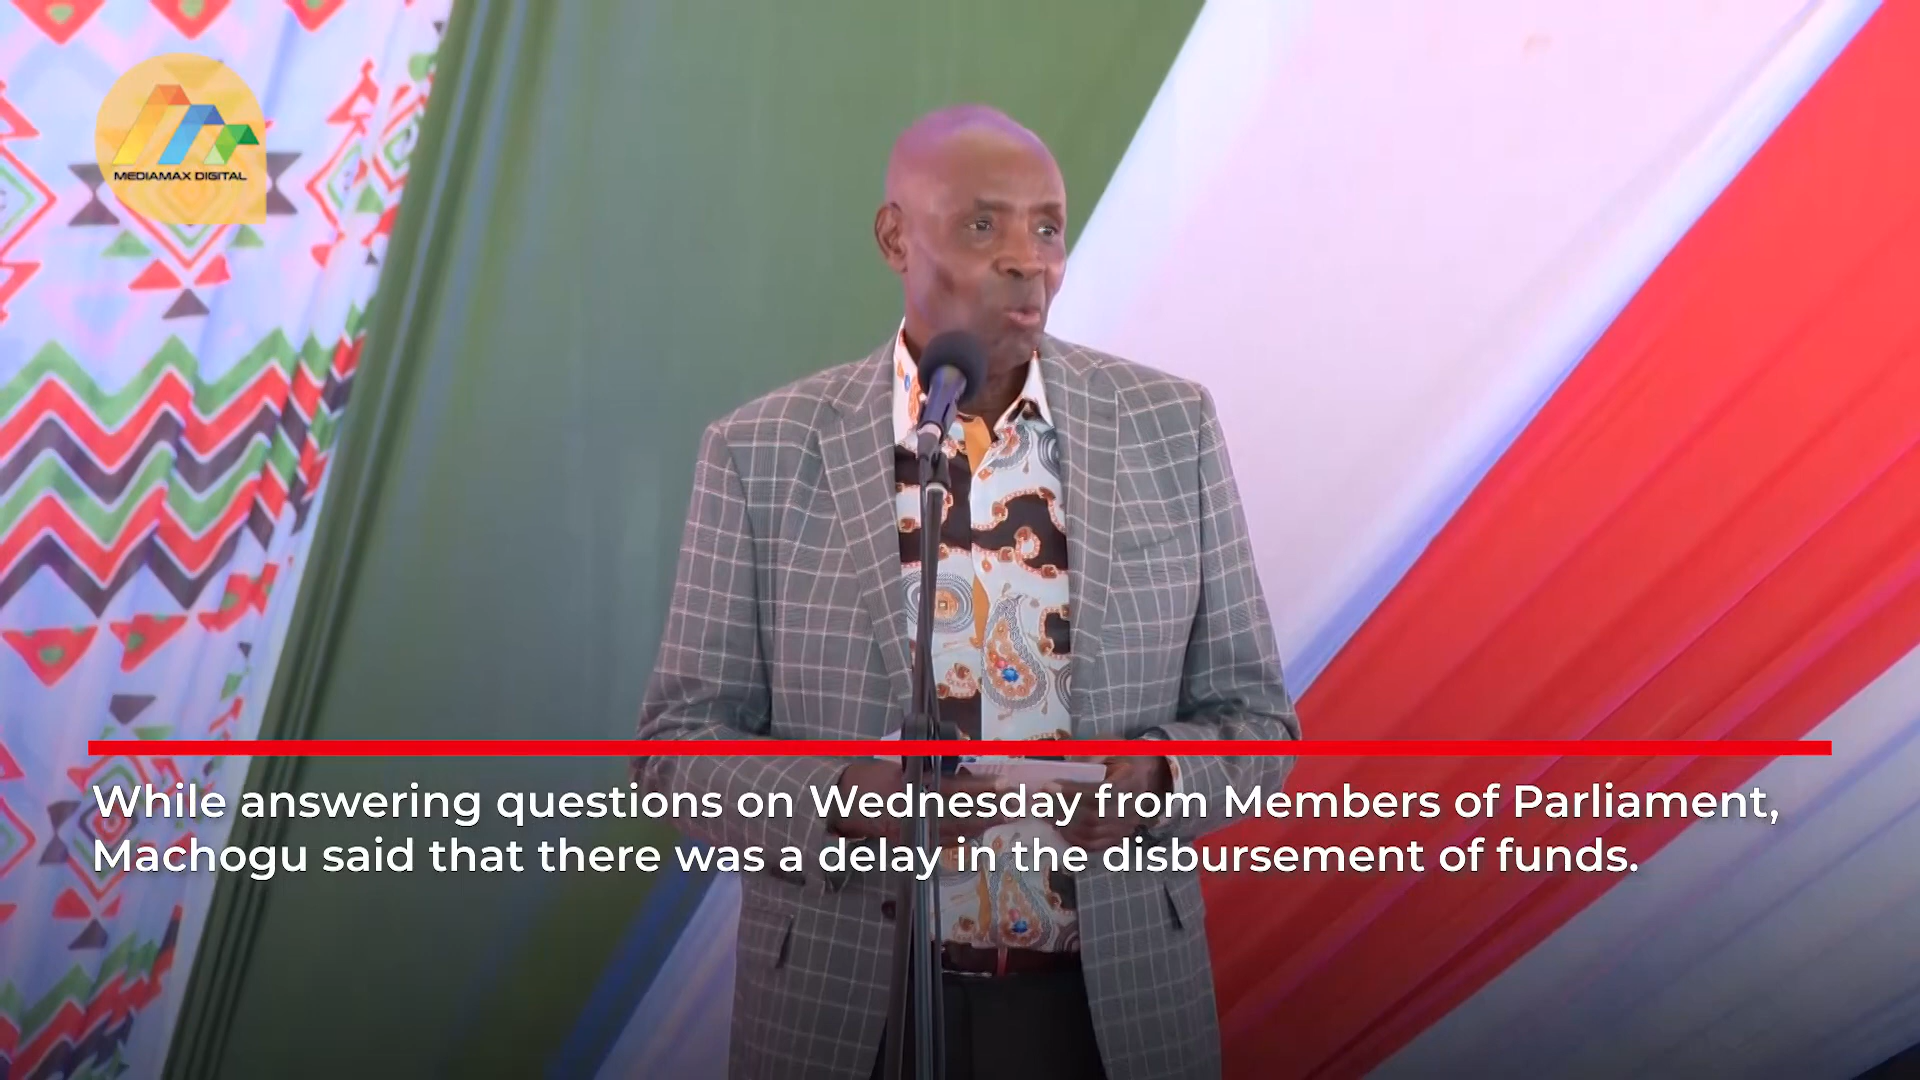 MEDIAMAX DIGITAL
While answering questions on Wednesday from Members of Parliament,
Machogu said that there was a delay in the disbursement of funds.